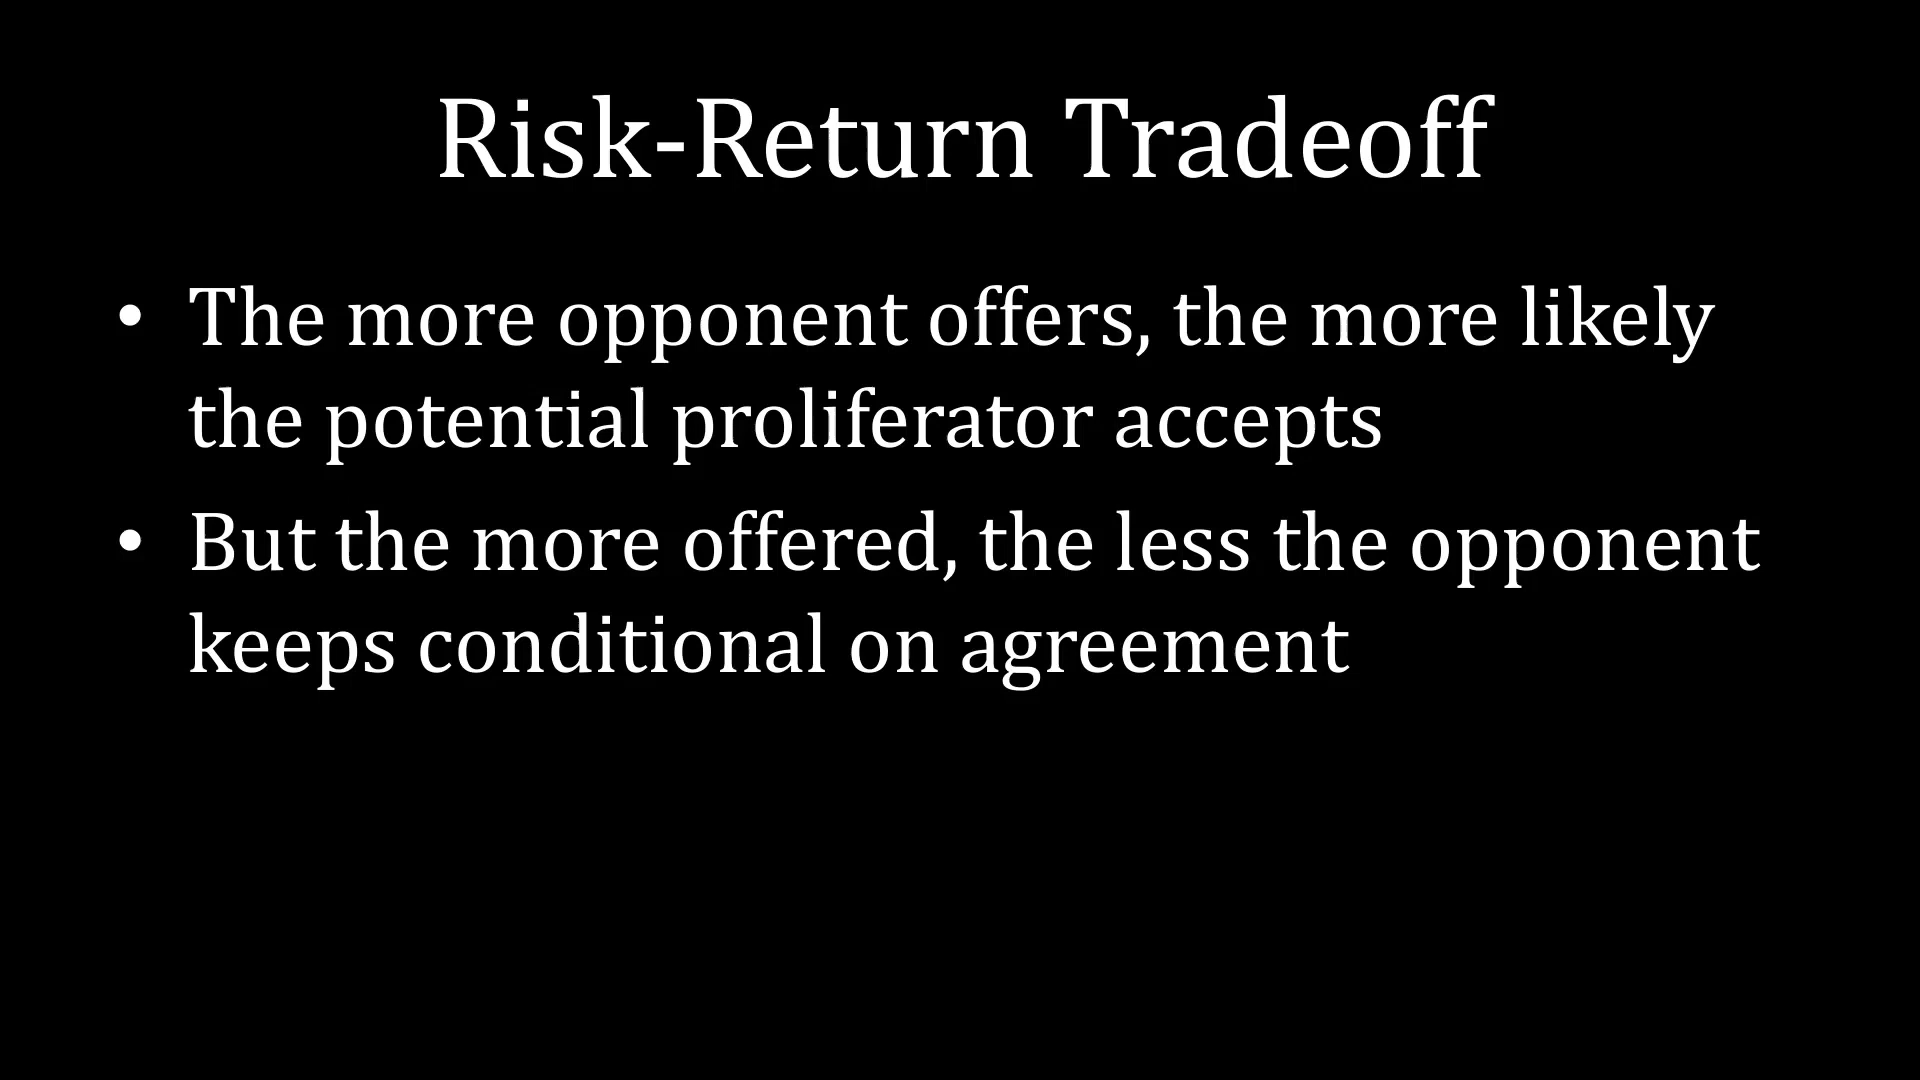 Risk-Return Tradeoff
• The more opponent offers, the more likely
the potential proliferator accepts
• But the more offered, the less the opponent
keeps conditional on agreement